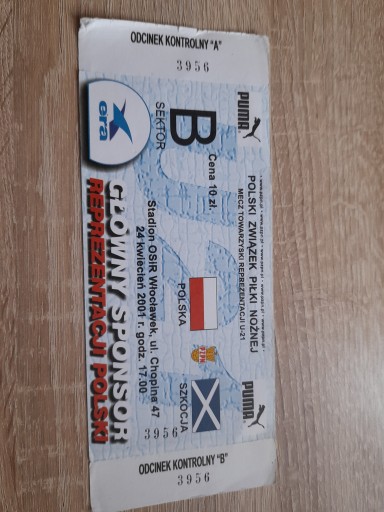 ODCINEK KONTROLNY "A"
3956
PUMA
PUMA
POLSKI ZWIĄZEK PIŁKI NOŻNEJ
MECZ TOWARZYSKI REPREZENTACJI U-21
Cena 10 zł.
B
SEKTOR
era
POLSKA
PZPN
SZKOCJA
Stadion OSiR Włocławek, ul. Chopina 47
24 kwiecień 2001 r. godz. 17.00
3956
GŁÓWNY SPONSOR
REPREZENTACJI POLSKI
ODCINEK KONTROLNY "B"
3956